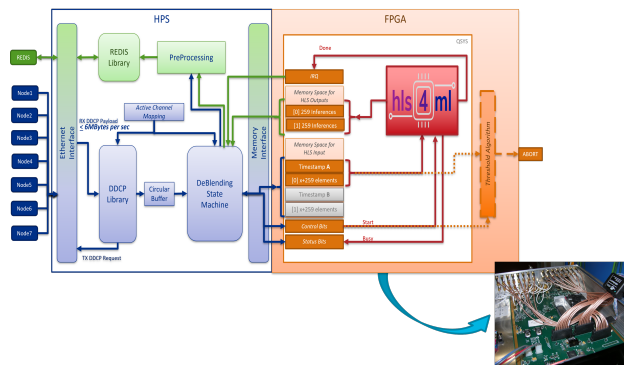 HPS
FPGA
QSYS
REDIS
REDIS
Library
PreProcessing
Done
IRQ
Memory Space for
HLS Outputs
[0] 259 Inferences
[1] 259 Inferences
hls
4
ml
Node1
Node2
Node3
Node4
Node5
Node6
Node7
Ethernet
Interface
RX DDCP Payload
≤ 6MBytes per sec
Active Channel
Mapping
DDCP
Library
Circular
Buffer
DeBlending
State
Machine
Memory
Interface
Memory Space for
HLS Input
Timestamp A
[0] x+259 elements
Timestamp B
[1] x+259 elements
Control Bits
Start
Status Bits
Busy
Threshold Algorithm
ABORT
TX DDCP Request